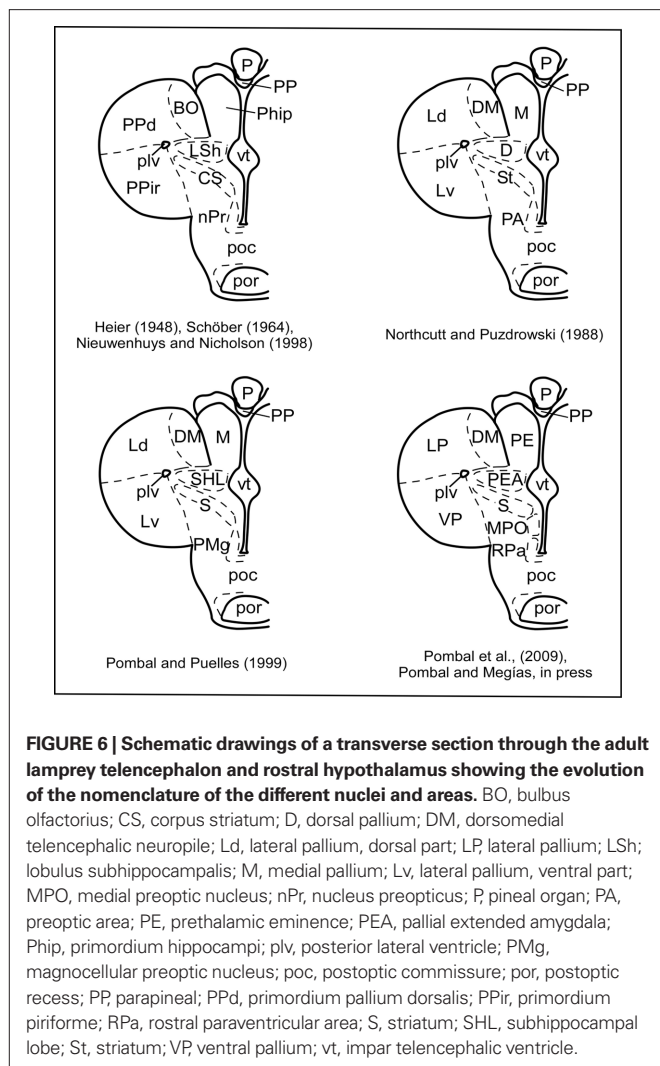 P
PP
BO
Phip
PPd
LSh
vt
plv
CS
PPir
nPr
poc
por
Heier (1948), Schöber (1964),
Nieuwenhuys and Nicholson (1998)
P
PP
DM
M
Ld
D
vt
plv
St
Lv
PA
poc
por
Northcutt and Puzdrowski (1988)
P
PP
DM
M
Ld
SHL
vt
plv
S
Lv
PMg
poc
por
Pombal and Puelles (1999)
P
PP
DM
PE
LP
PEA
vt
plv
S
VP
MPO
RPa
poc
por
Pombal et al., (2009),
Pombal and Megías, in press
FIGURE 6 | Schematic drawings of a transverse section through the adult
lamprey telencephalon and rostral hypothalamus showing the evolution
of the nomenclature of the different nuclei and areas. BO, bulbus
olfactorius; CS, corpus striatum; D, dorsal pallium; DM, dorsomedial
telencephalic neuropile; Ld, lateral pallium, dorsal part; LP, lateral pallium; LSh;
lobulus subhippocampalis; M, medial pallium; Lv, lateral pallium, ventral part;
MPO, medial preoptic nucleus; nPr, nucleus preopticus; P, pineal organ; PA,
preoptic area; PE, prethalamic eminence; PEA, pallial extended amygdala;
Phip, primordium hippocampi; plv, posterior lateral ventricle; PMg,
magnocellular preoptic nucleus; poc, postoptic commissure; por, postoptic
recess; PP, parapineal; PPd, primordium pallium dorsalis; PPir, primordium
piriforme; RPa, rostral paraventricular area; S, striatum; SHL, subhippocampal
lobe; St, striatum; VP, ventral pallium; vt, impar telencephalic ventricle.